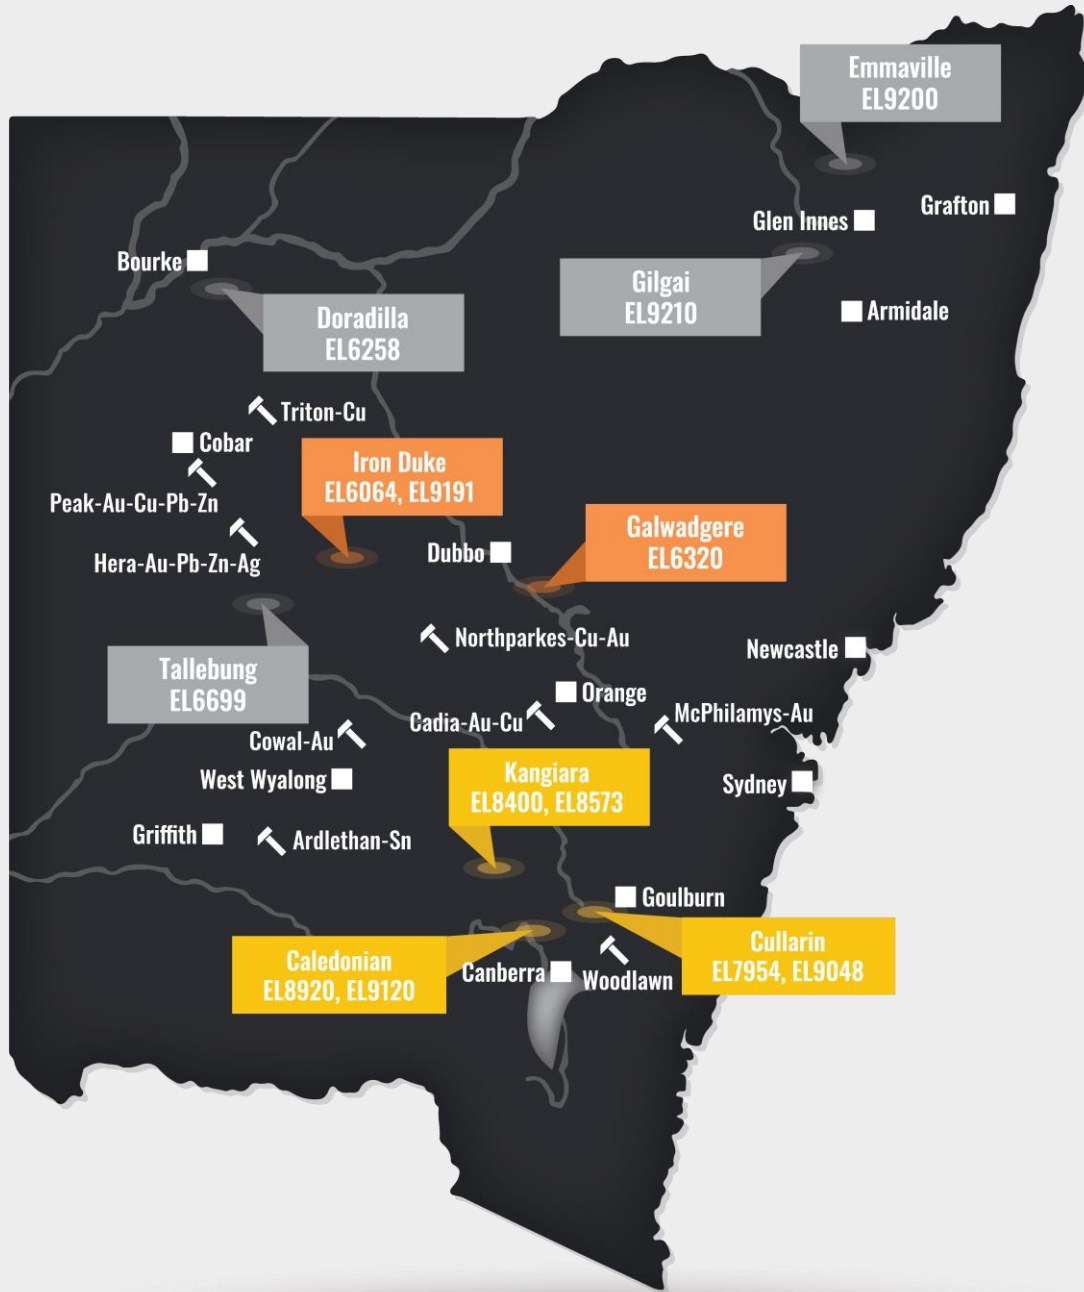 Emmaville
EL9200
Grafton
Glen Innes
Bourke
Gilgai
EL9210
Armidale
Doradilla
EL6258
Triton-Cu
Cobar
Iron Duke
EL6064, EL9191
Peak-Au-Cu-Pb-Zn
Galwadgere
EL6320
Hera-Au-Pb-Zn-Ag
Dubbo
Northparkes-Cu-Au
Newcastle
Tallebung
EL6699
Orange
McPhilamys-Au
Cadia-Au-Cu
Cowal-Au
Kangiara
EL8400, EL8573
West Wyalong
Sydney
Griffith
Ardlethan-Sn
Goulburn
Cullarin
EL7954, EL9048
Caledonian
EL8920, EL9120
Canberra
Woodlawn